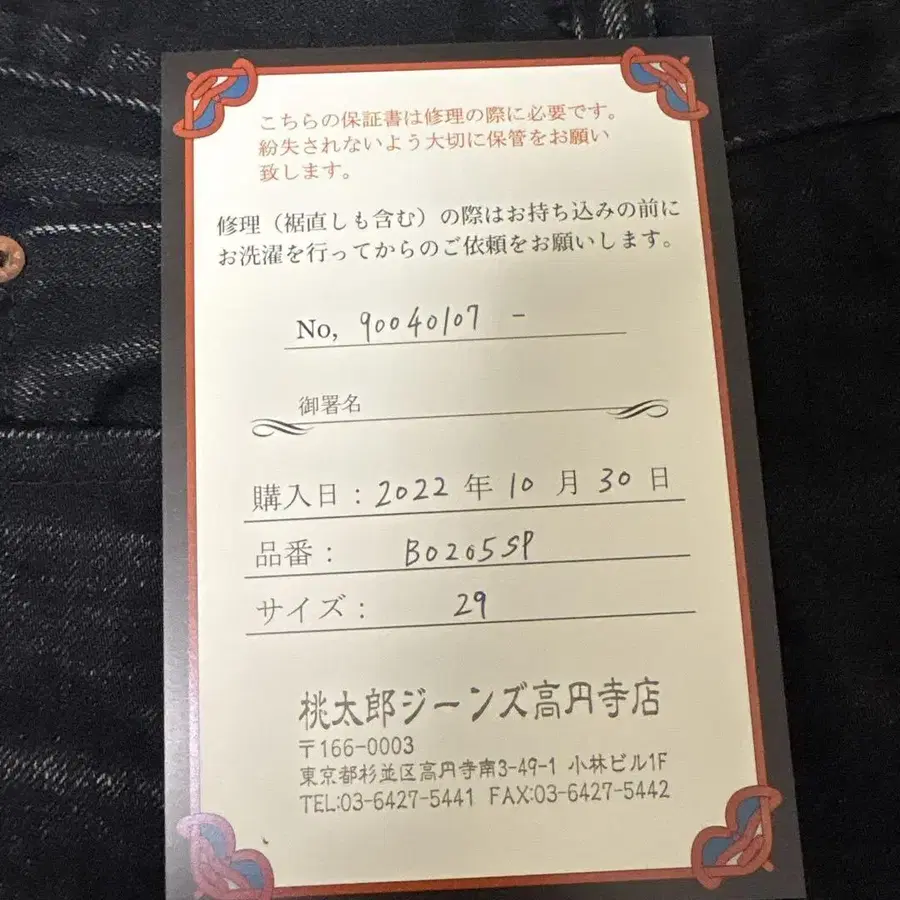 こちらの保証書は修理の際に必要です。
紛失されないよう大切に保管をお願い
致します。
修理（裾直しも含む）の際はお持ち込みの前に
お洗濯を行ってからのご依頼をお願いします。
No, 90040107 -
御署名
購入日：2022 年 10 月 30 日
品番： B0205SP
サイズ： 29
桃太郎ジーンズ高円寺店
〒166-0003
東京都杉並区高円寺南3-49-1 小林ビル1F
TEL:03-6427-5441 FAX:03-6427-5442